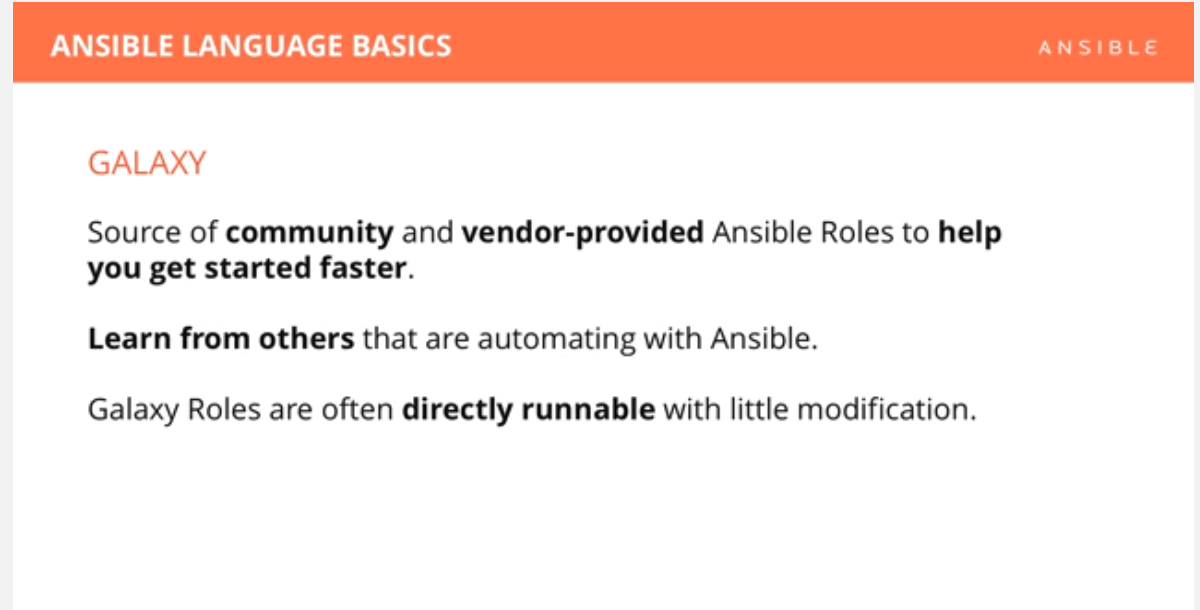 ANSIBLE LANGUAGE BASICS
ANSIBLE
GALAXY
Source of community and vendor-provided Ansible Roles to help
you get started faster.
Learn from others that are automating with Ansible.
Galaxy Roles are often directly runnable with little modification.